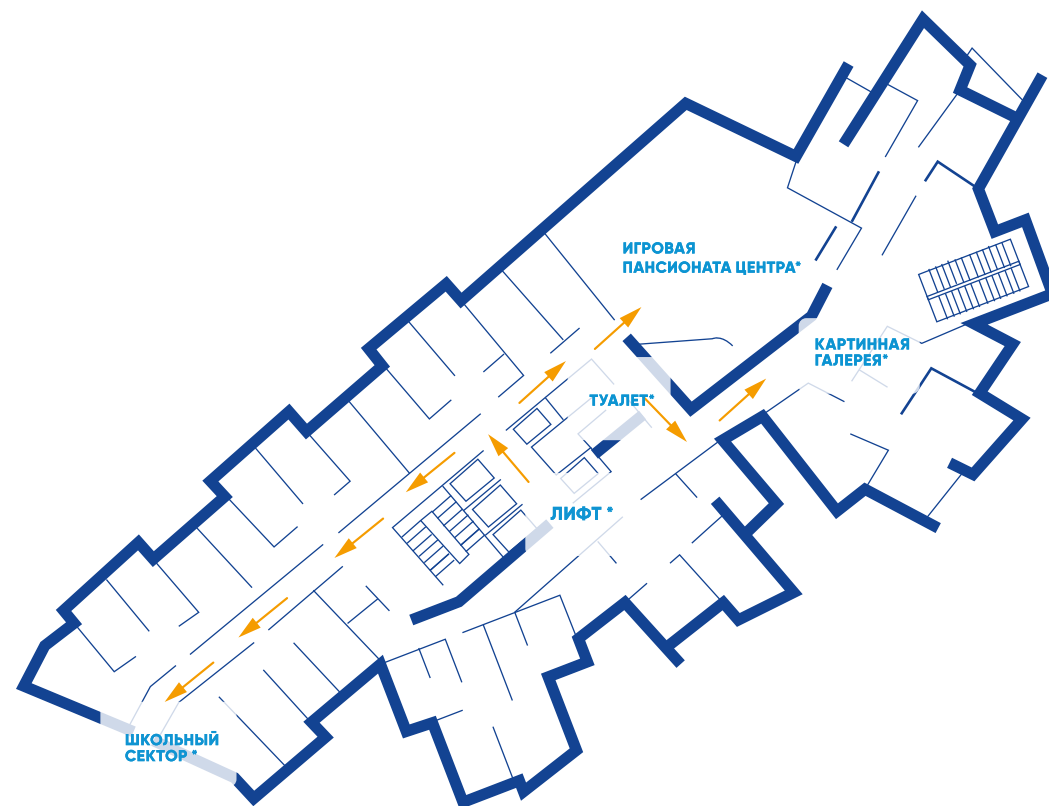 ИГРОВАЯ
ПАНСИОНАТА ЦЕНТРА*
КАРТИННАЯ
ГАЛЕРЕЯ*
ТУАЛЕТ*
ЛИФТ *
ШКОЛЬНЫЙ
СЕКТОР *